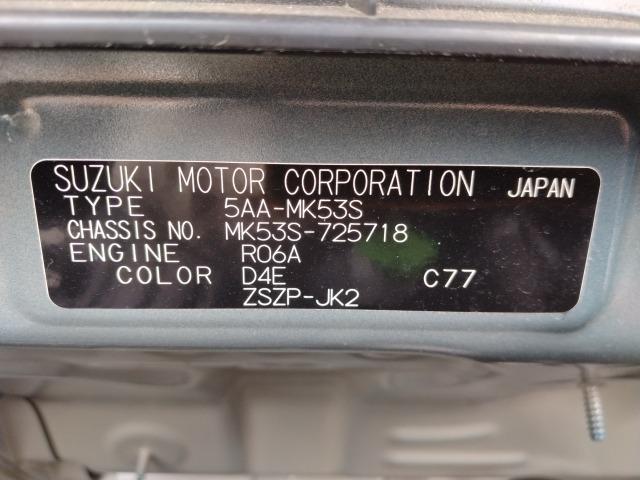 SUZUKI MOTOR CORPORATION JAPAN
TYPE 5AA-MK53S
CHASSIS NO. MK53S-725718
ENGINE R06A
COLOR D4E C77
ZSZP-JK2